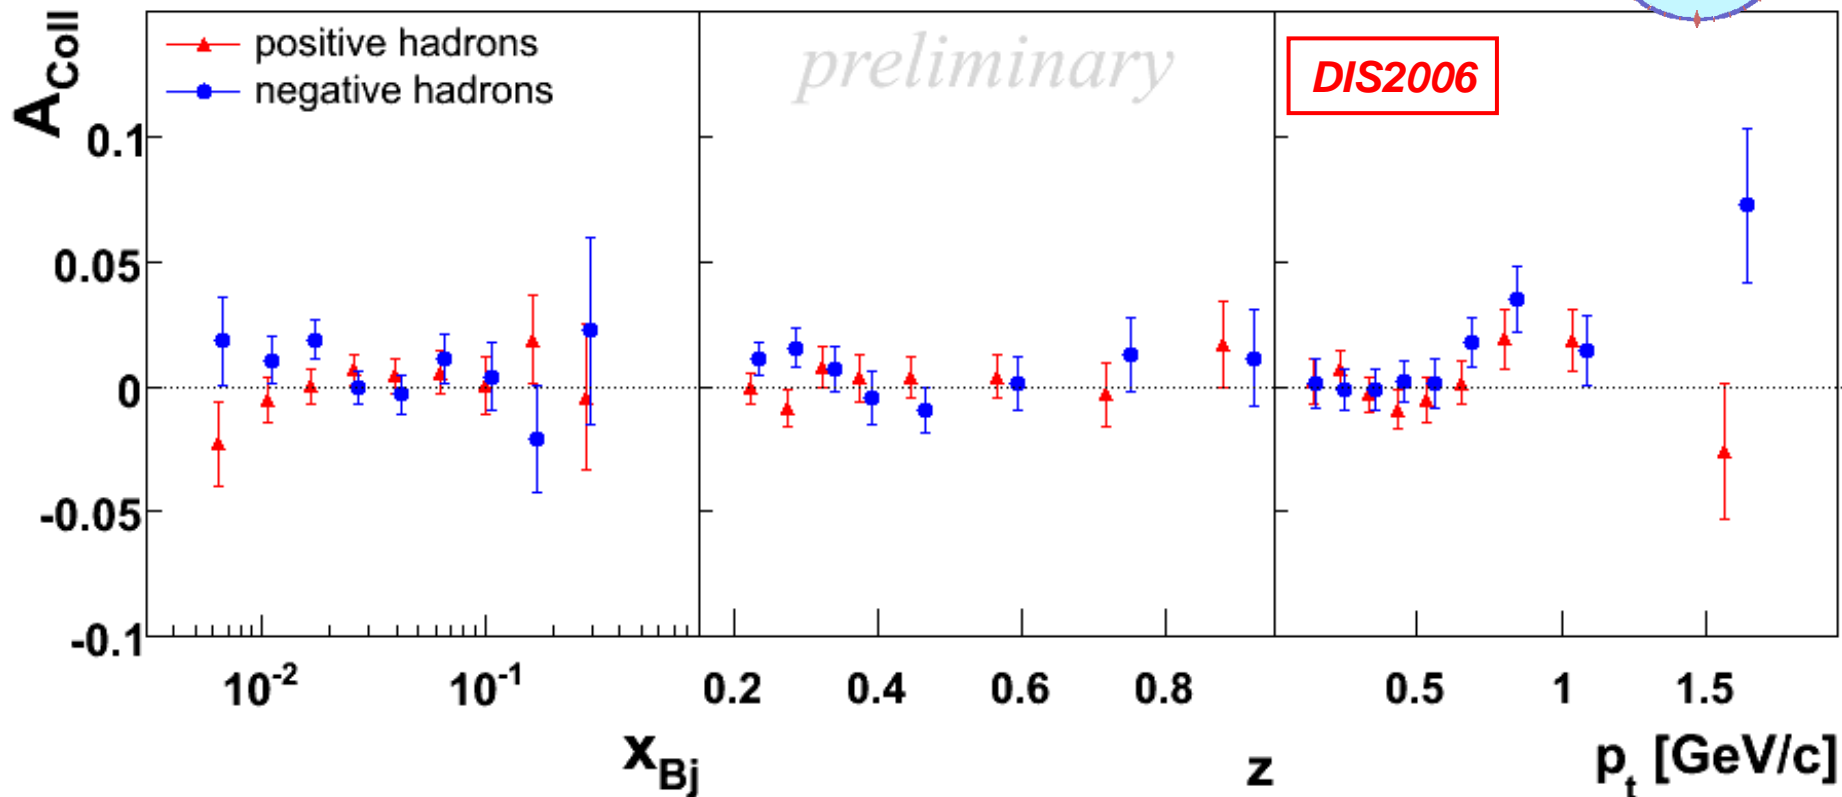 A_Coll
positive hadrons
negative hadrons
preliminary
DIS2006
0.1
0.05
0
-0.05
-0.1
10^-2 10^-1 0.2 0.4 0.6 0.8 0.5 1 1.5
x_Bj z p_t [GeV/c]